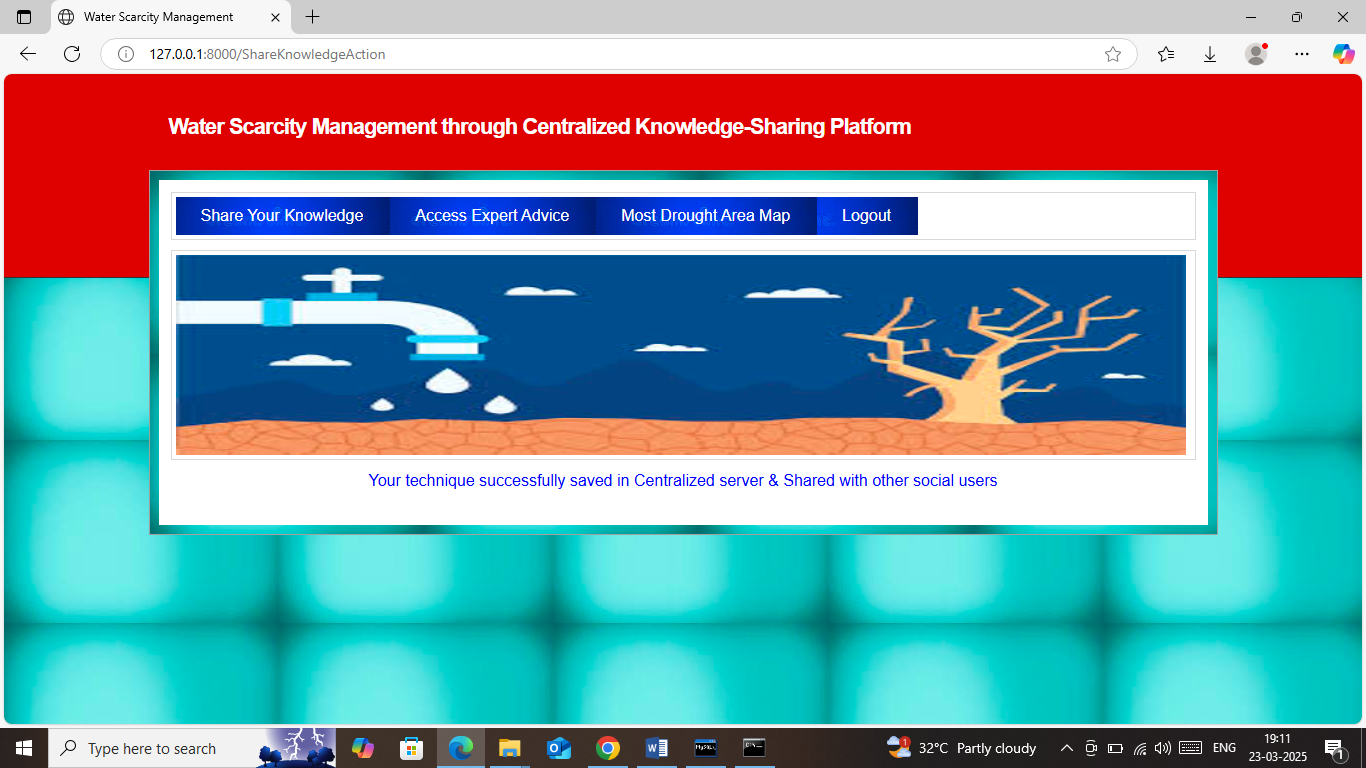 Water Scarcity Management
127.0.0.1:8000/ShareKnowledgeAction
Water Scarcity Management through Centralized Knowledge-Sharing Platform
Share Your Knowledge Access Expert Advice Most Drought Area Map Logout
Your technique successfully saved in Centralized server & Shared with other social users
Type here to search
1
32°C Partly cloudy
ENG
19:11
23-03-2025
1